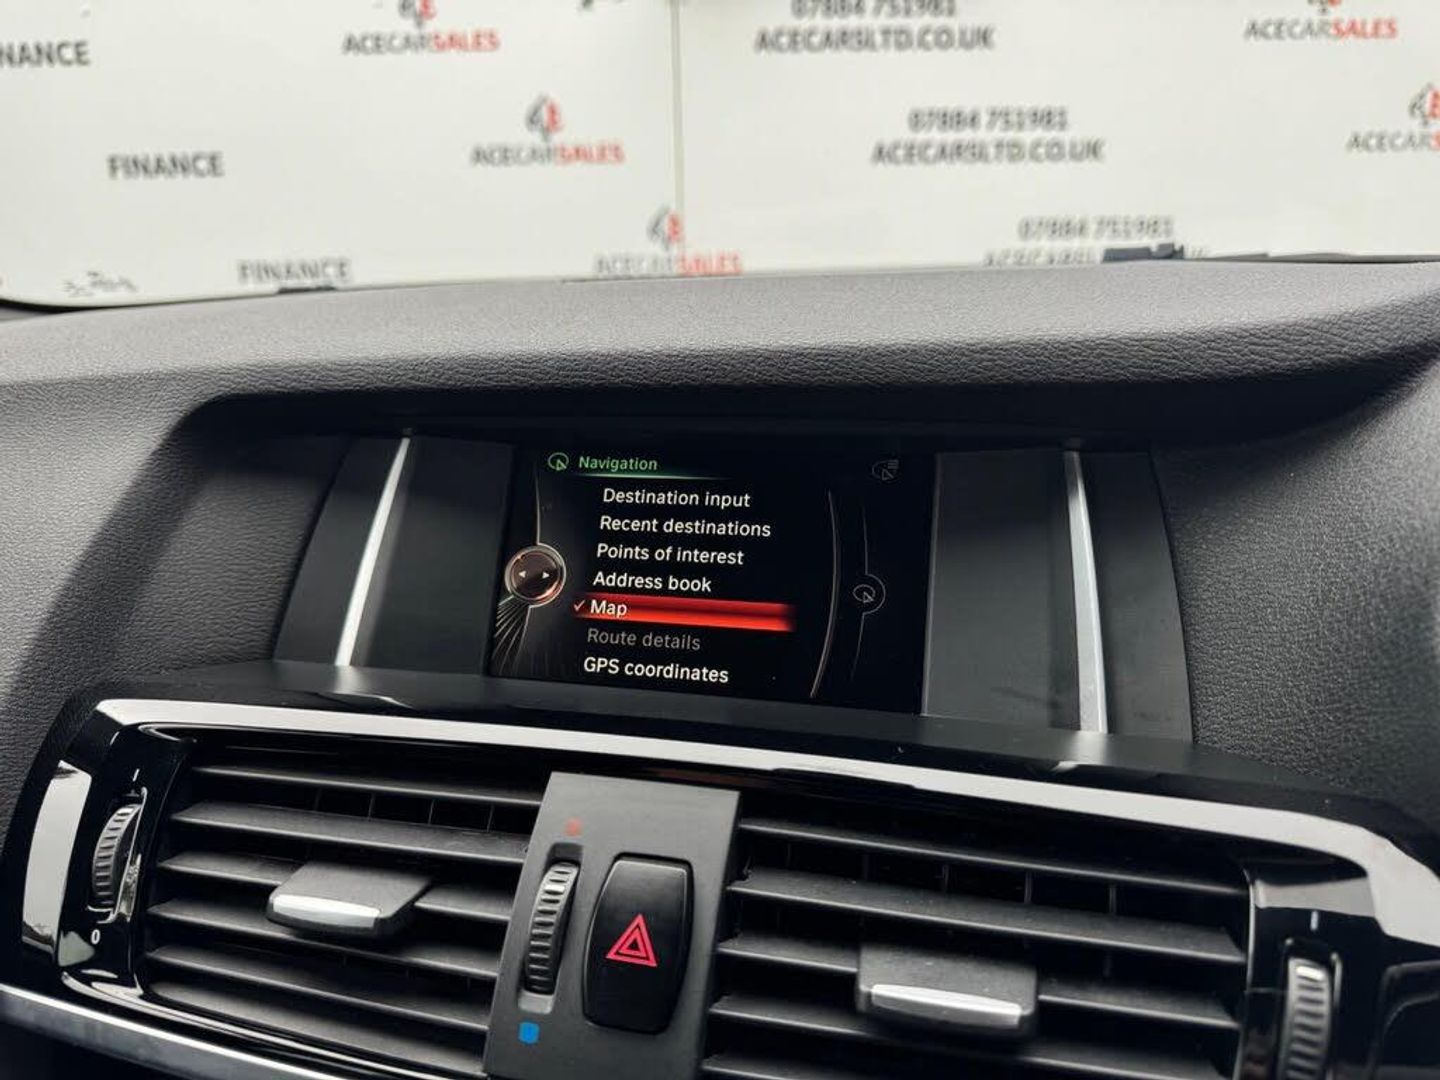 FINANCE
ACECARSALES
07884 751981
ACECARSLTD.CO.UK
ACECARSALES
FINANCE
ACECARSALES
07884 751981
ACECARSLTD.CO.UK
FINANCE
ACECARSALES
07884 751981
Navigation
Destination input
Recent destinations
Points of interest
Address book
✓ Map
Route details
GPS coordinates
0